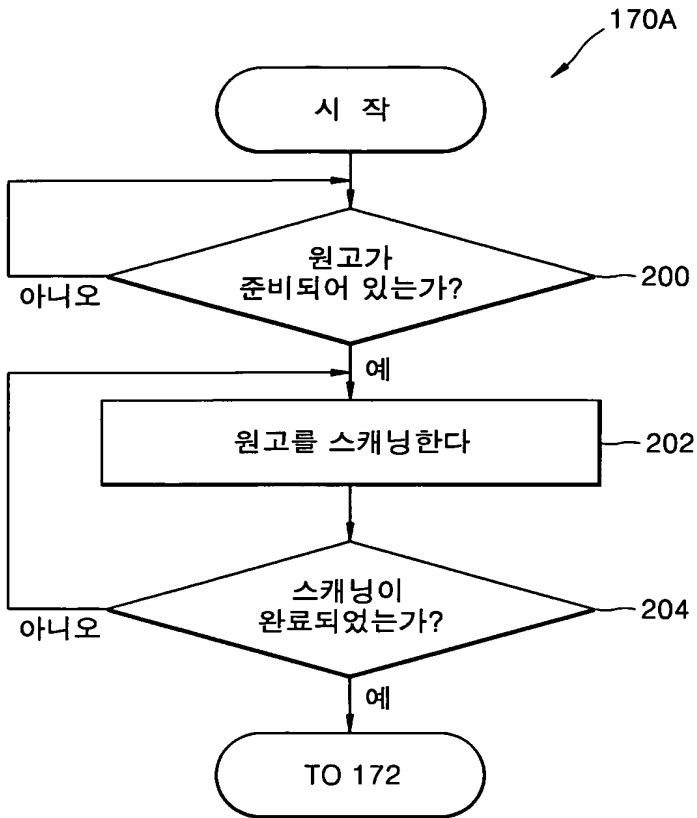 170A
시 작
원고가
준비되어 있는가?
200
아니오
예
원고를 스캐닝한다
202
스캐닝이
완료되었는가?
204
아니오
예
TO 172